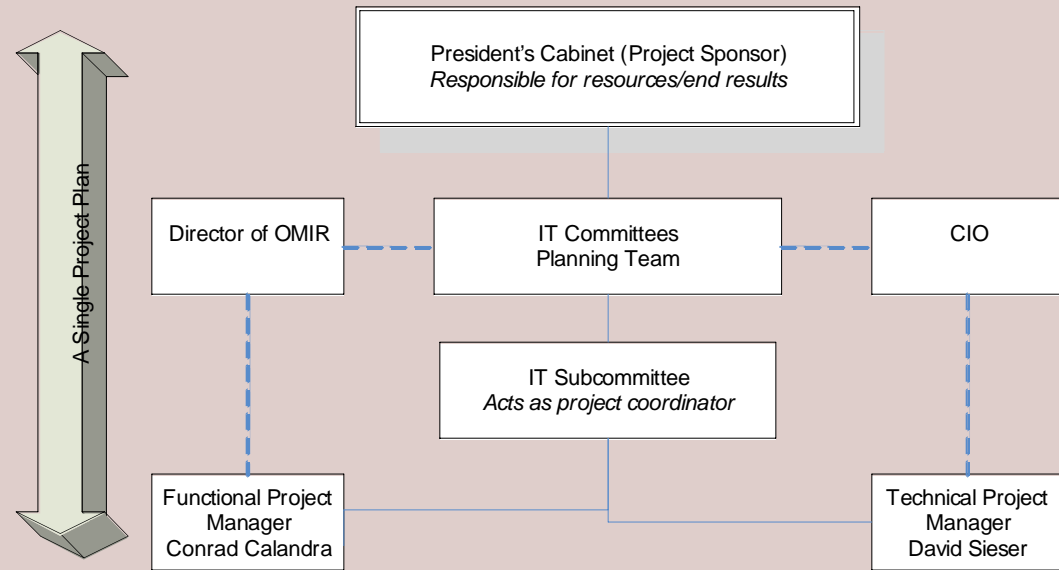 President’s Cabinet (Project Sponsor)
Responsible for resources/end results
A Single Project Plan
Director of OMIR
IT Committees
Planning Team
CIO
IT Subcommittee
Acts as project coordinator
Functional Project
Manager
Conrad Calandra
Technical Project
Manager
David Sieser